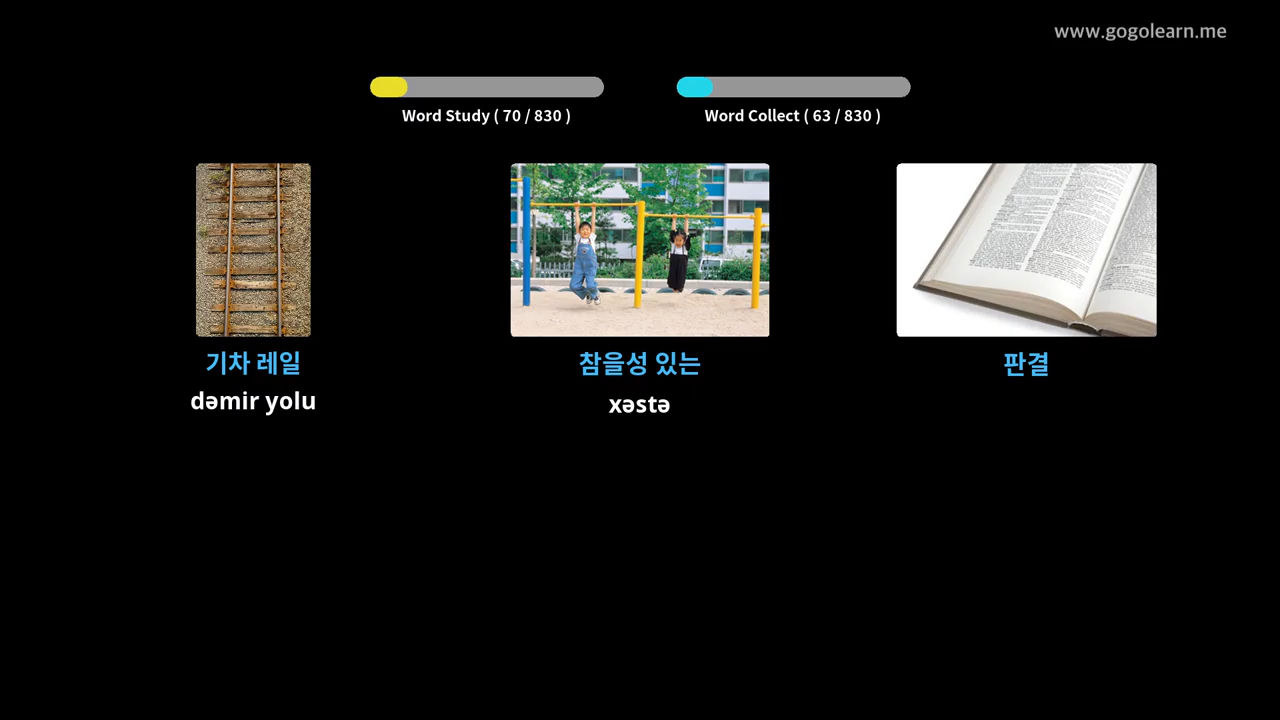 www.gogolearn.me
Word Study ( 70 / 830 )
Word Collect ( 63 / 830 )
기차 레일
참을성 있는
판결
dəmir yolu
xəstə